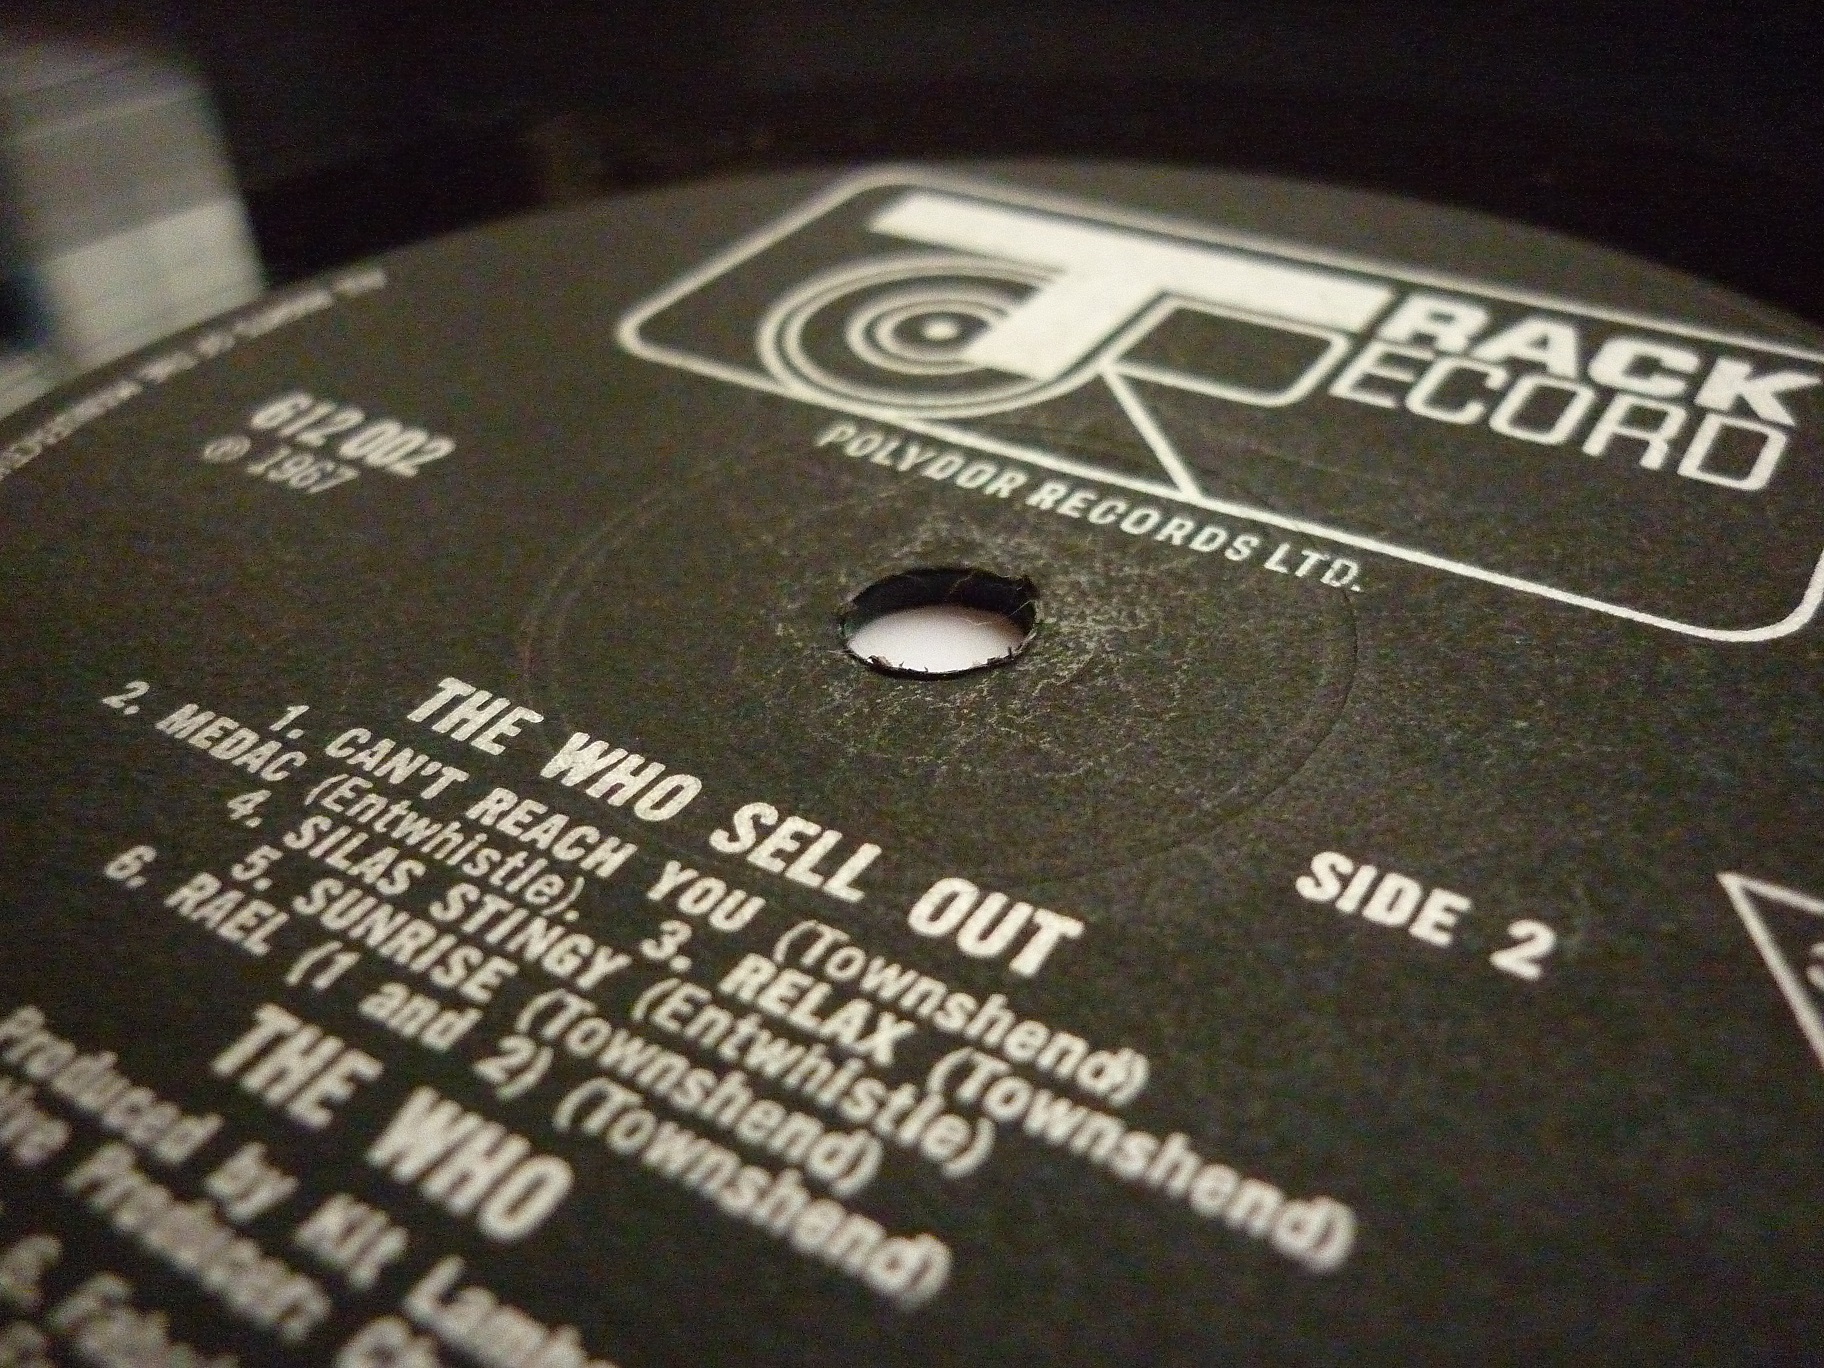 TRACK
RECORD
POLYDOR RECORDS LTD.
612 002
℗ 1967
THE WHO SELL OUT
SIDE 2
1. CAN'T REACH YOU (Townshend)
2. MEDAC (Entwhistle). 3. RELAX (Townshend)
4. SILAS STINGY (Entwhistle)
5. SUNRISE (Townshend)
6. RAEL (1 and 2) (Townshend)
THE WHO
Produced by Kit